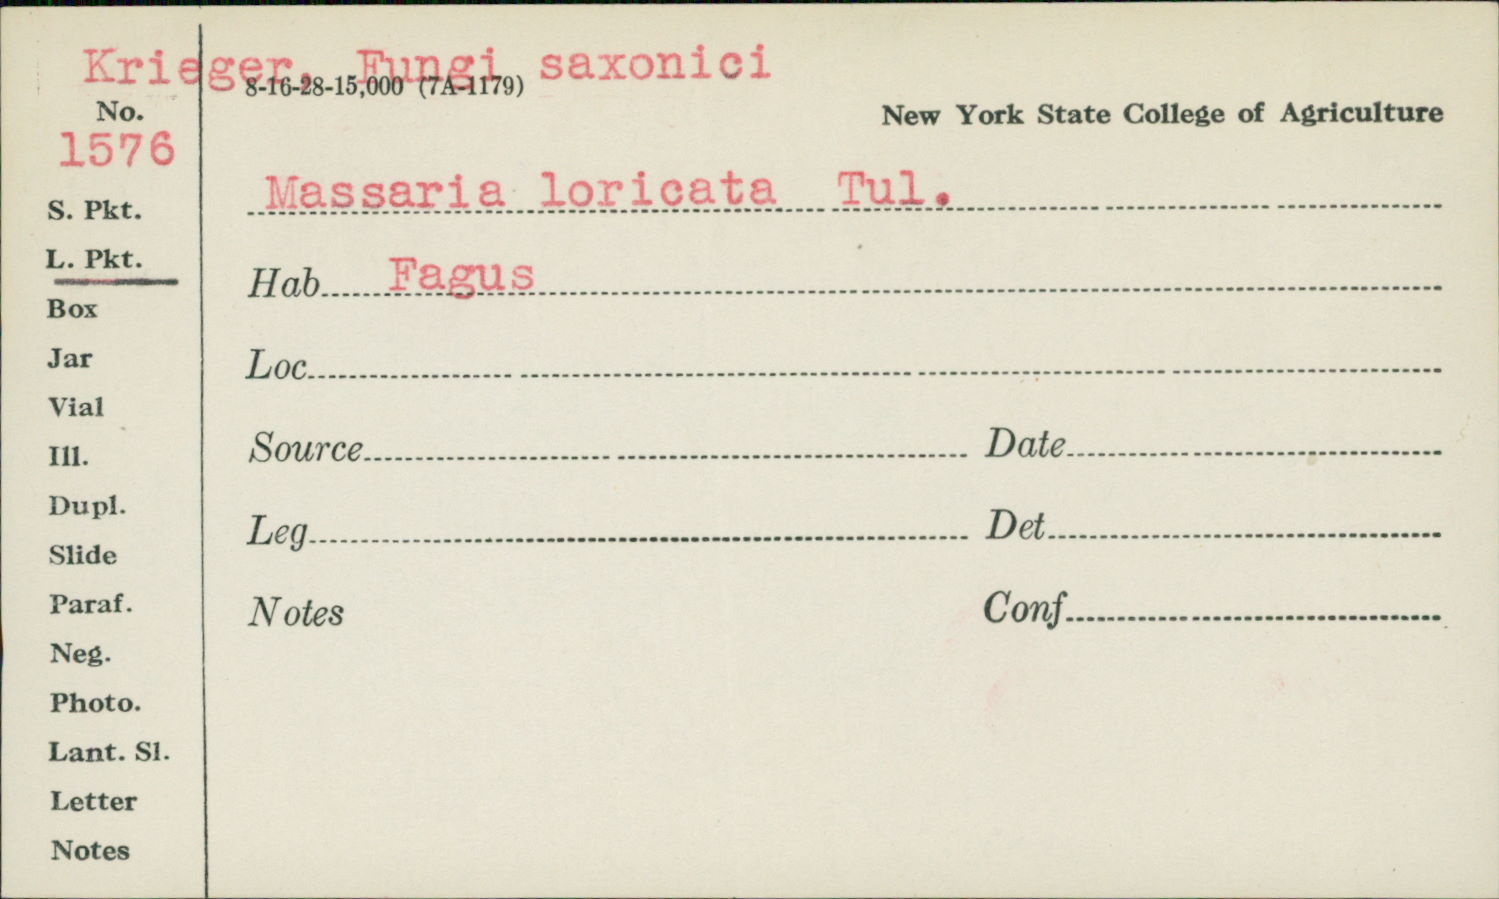 Krieger, Fungi saxonici
8-16-28-15,000 (7A-1179)
No.
New York State College of Agriculture
1576
Massaria loricata Tul.
S. Pkt.
L. Pkt.
Hab Fagus
Box
Jar
Loc
Vial
Ill.
Source Date
Dupl.
Leg Det
Slide
Paraf.
Notes Conf
Neg.
Photo.
Lant. Sl.
Letter
Notes